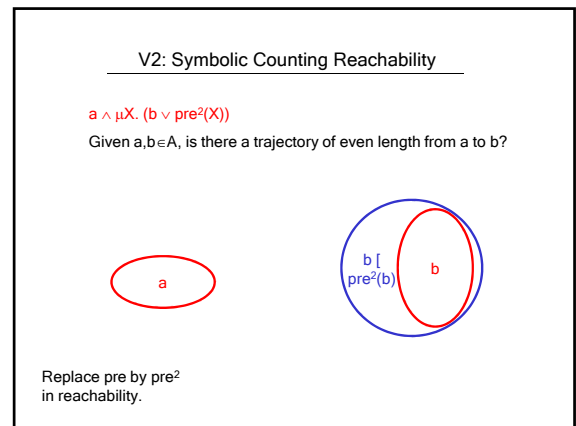 V2: Symbolic Counting Reachability
a ∧ μX. (b ∨ pre²(X))
Given a,b∈A, is there a trajectory of even length from a to b?
a
b [
pre²(b)
b
Replace pre by pre²
in reachability.